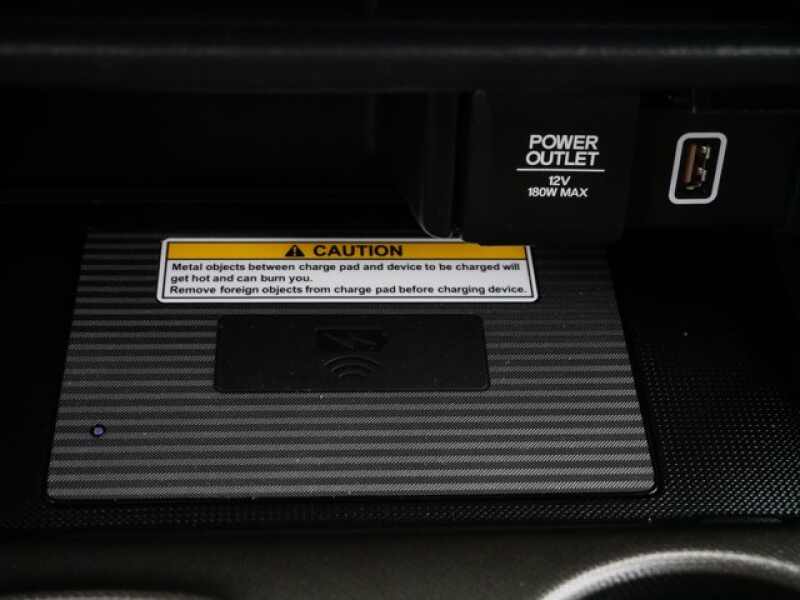 POWER
OUTLET
12V
180W MAX
CAUTION
Metal objects between charge pad and device to be charged will
get hot and can burn you.
Remove foreign objects from charge pad before charging device.